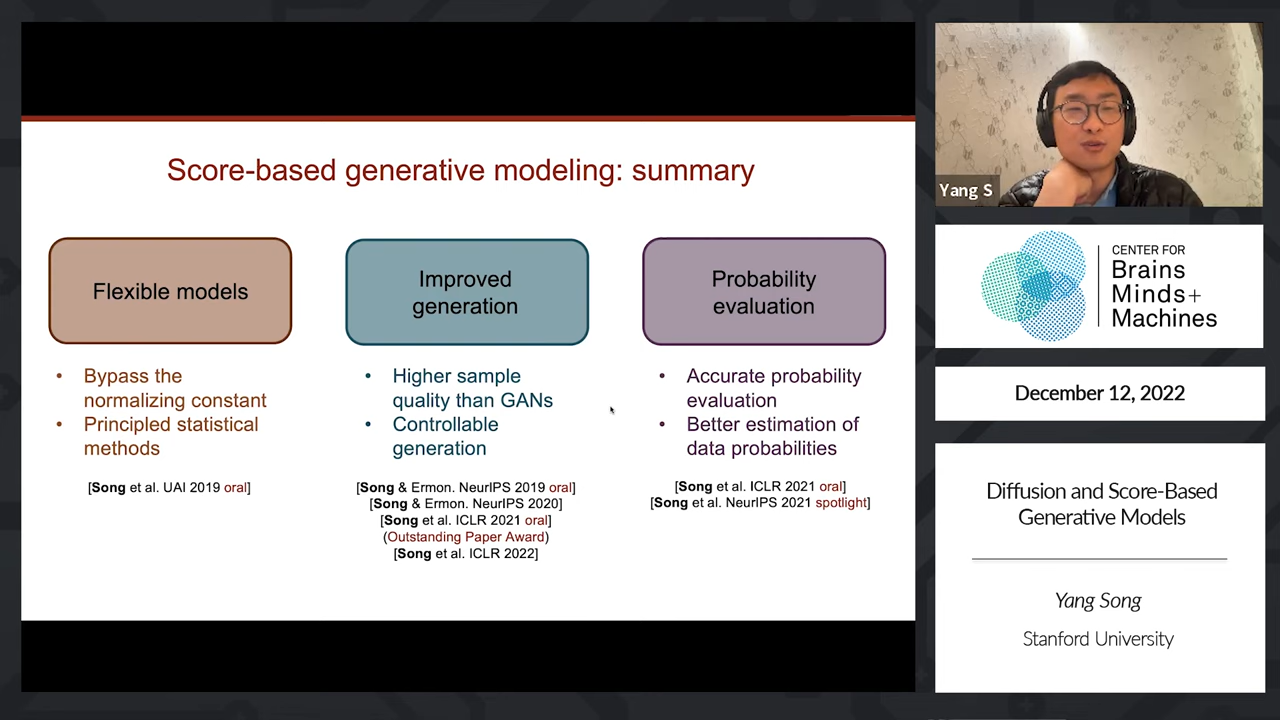 Score-based generative modeling: summary
Flexible models
• Bypass the
normalizing constant
• Principled statistical
methods
[Song et al. UAI 2019 oral]
Improved
generation
• Higher sample
quality than GANs
• Controllable
generation
[Song & Ermon. NeurIPS 2019 oral]
[Song & Ermon. NeurIPS 2020]
[Song et al. ICLR 2021 oral]
(Outstanding Paper Award)
[Song et al. ICLR 2022]
Probability
evaluation
• Accurate probability
evaluation
• Better estimation of
data probabilities
[Song et al. ICLR 2021 oral]
[Song et al. NeurIPS 2021 spotlight]
Yang S
CENTER FOR
Brains
Minds+
Machines
December 12, 2022
Diffusion and Score-Based
Generative Models
Yang Song
Stanford University